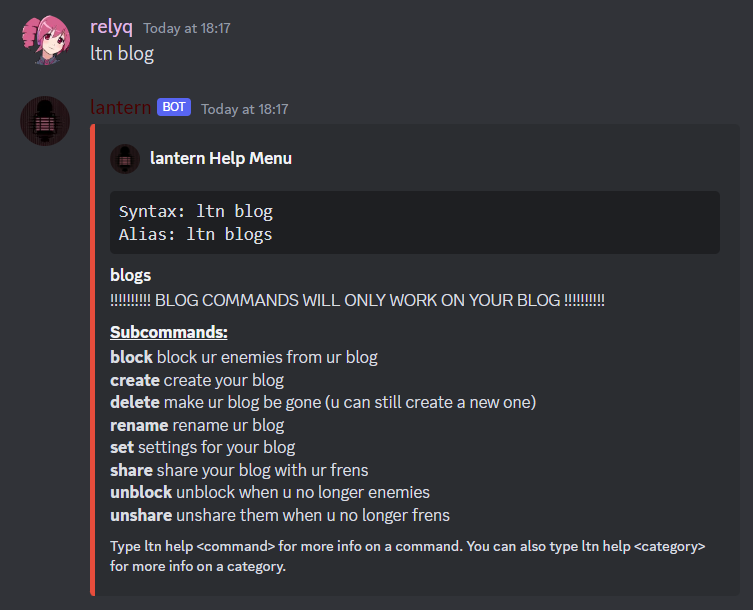 relyq Today at 18:17
ltn blog
lantern BOT Today at 18:17
lantern Help Menu
Syntax: ltn blog
Alias: ltn blogs
blogs
!!!!!!!!!! BLOG COMMANDS WILL ONLY WORK ON YOUR BLOG !!!!!!!!!!
Subcommands:
block block ur enemies from ur blog
create create your blog
delete make ur blog be gone (u can still create a new one)
rename rename ur blog
set settings for your blog
share share your blog with ur frens
unblock unblock when u no longer enemies
unshare unshare them when u no longer frens
Type ltn help <command> for more info on a command. You can also type ltn help <category>
for more info on a category.